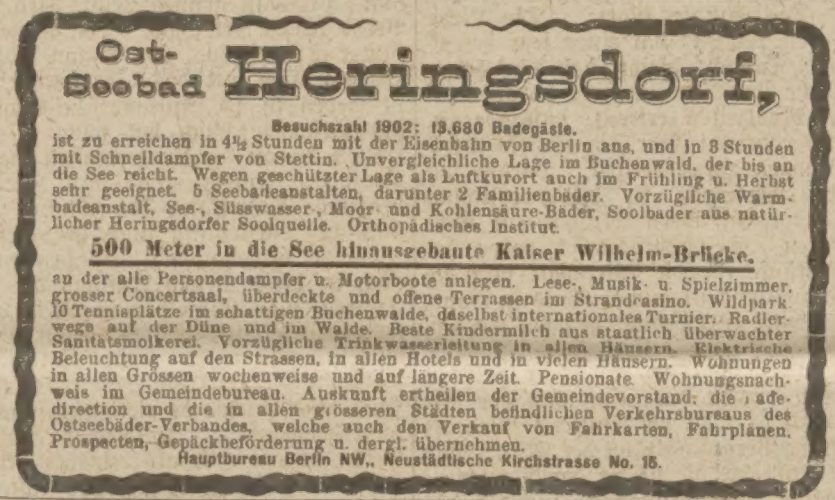 Ost-
Seebad Heringsdorf,
Besuchszahl 1902: 13,680 Badegäste.
ist zu erreichen in 4½ Stunden mit der Eisenbahn von Berlin aus, und in 3 Stunden
mit Schnelldampfer von Stettin. Unvergleichliche Lage im Buchenwald, der bis an
die See reicht. Wegen geschützter Lage als Luftkurort auch im Frühling u. Herbst
sehr geeignet. 5 Seebadeanstalten, darunter 2 Familienbäder. Vorzügliche Warm-
badeanstalt, See-, Süsswasser-, Moor- und Kohlensäure-Bäder, Soolbäder aus natür-
licher Heringsdorfer Soolquelle. Orthopädisches Institut.
500 Meter in die See hinausgebaute Kaiser Wilhelm-Brücke.
an der alle Personendampfer u. Motorboote anlegen. Lese-, Musik- u. Spielzimmer,
grosser Concertsaal, überdeckte und offene Terrassen im Strandcasino. Wildpark
10 Tennisplätze im schattigen Buchenwalde, daselbst internationales Turnier. Radler-
wege auf der Düne und im Walde. Beste Kindermilch aus staatlich überwachter
Sanitätsmolkerei. Vorzügliche Trinkwasserleitung in allen Häusern. Elektrische
Beleuchtung auf den Strassen, in allen Hotels und in vielen Häusern. Wohnungen
in allen Grössen wochenweise und auf längere Zeit. Pensionate. Wohnungsnach-
weis im Gemeindebureau. Auskunft ertheilen der Gemeindevorstand, die Bade-
direction und die in allen grösseren Städten befindlichen Verkehrsbureaus des
Ostseebäder-Verbandes, welche auch den Verkauf von Fahrkarten, Fahrplänen,
Prospecten, Gepäckbeförderung u. dergl. übernehmen.
Hauptbureau Berlin NW., Neustädtische Kirchstrasse No. 15.